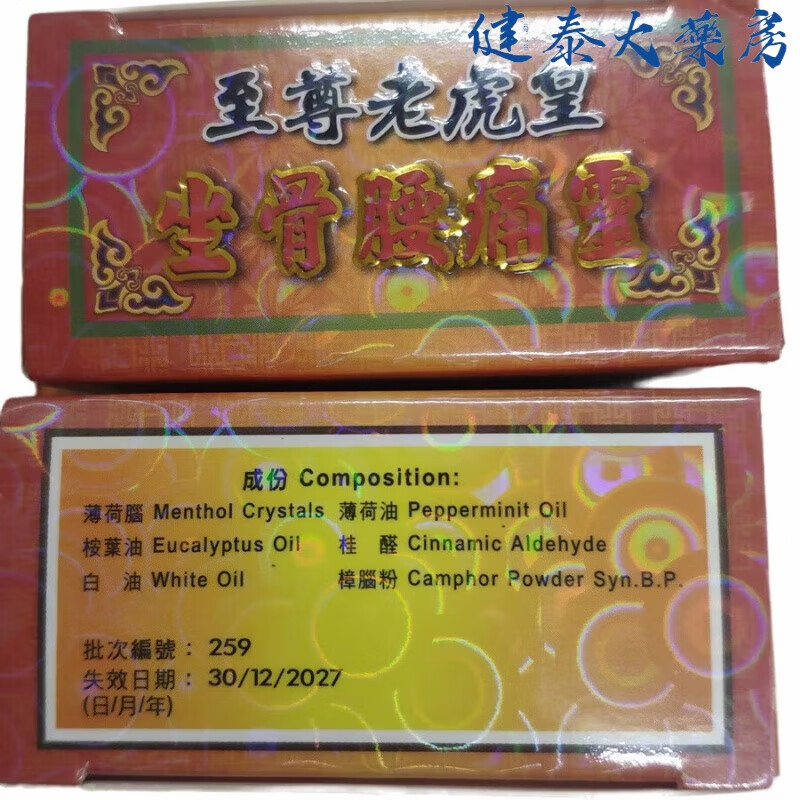 健泰大藥房
至尊老虎皇
坐骨腰痛靈
成份 Composition:
薄荷腦 Menthol Crystals 薄荷油 Pepperminit Oil
桉葉油 Eucalyptus Oil 桂醛 Cinnamic Aldehyde
白油 White Oil 樟腦粉 Camphor Powder Syn.B.P.
批次編號：259
失效日期：30/12/2027
(日/月/年)